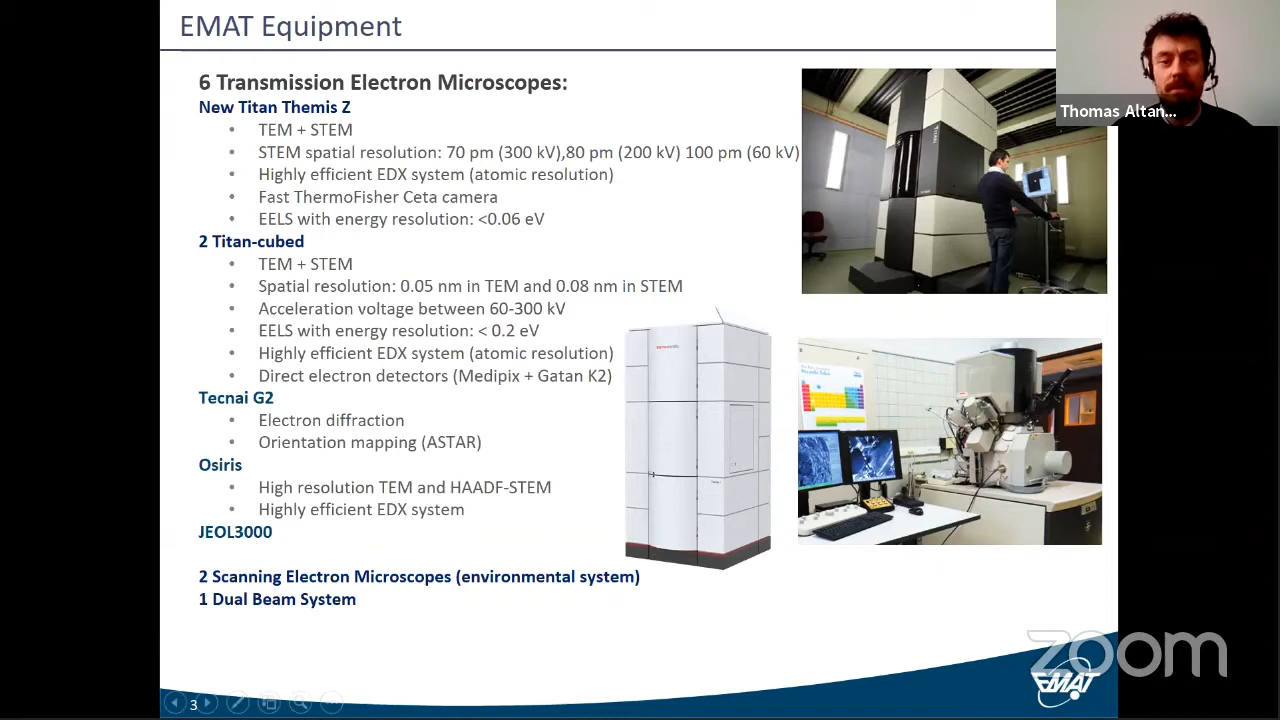 EMAT Equipment
6 Transmission Electron Microscopes:
New Titan Themis Z
• TEM + STEM
• STEM spatial resolution: 70 pm (300 kV),80 pm (200 kV) 100 pm (60 kV)
• Highly efficient EDX system (atomic resolution)
• Fast ThermoFisher Ceta camera
• EELS with energy resolution: <0.06 eV
2 Titan-cubed
• TEM + STEM
• Spatial resolution: 0.05 nm in TEM and 0.08 nm in STEM
• Acceleration voltage between 60-300 kV
• EELS with energy resolution: < 0.2 eV
• Highly efficient EDX system (atomic resolution)
• Direct electron detectors (Medipix + Gatan K2)
Tecnai G2
• Electron diffraction
• Orientation mapping (ASTAR)
Osiris
• High resolution TEM and HAADF-STEM
• Highly efficient EDX system
JEOL3000
2 Scanning Electron Microscopes (environmental system)
1 Dual Beam System
Thomas Altan...
zoom
EMAT
3